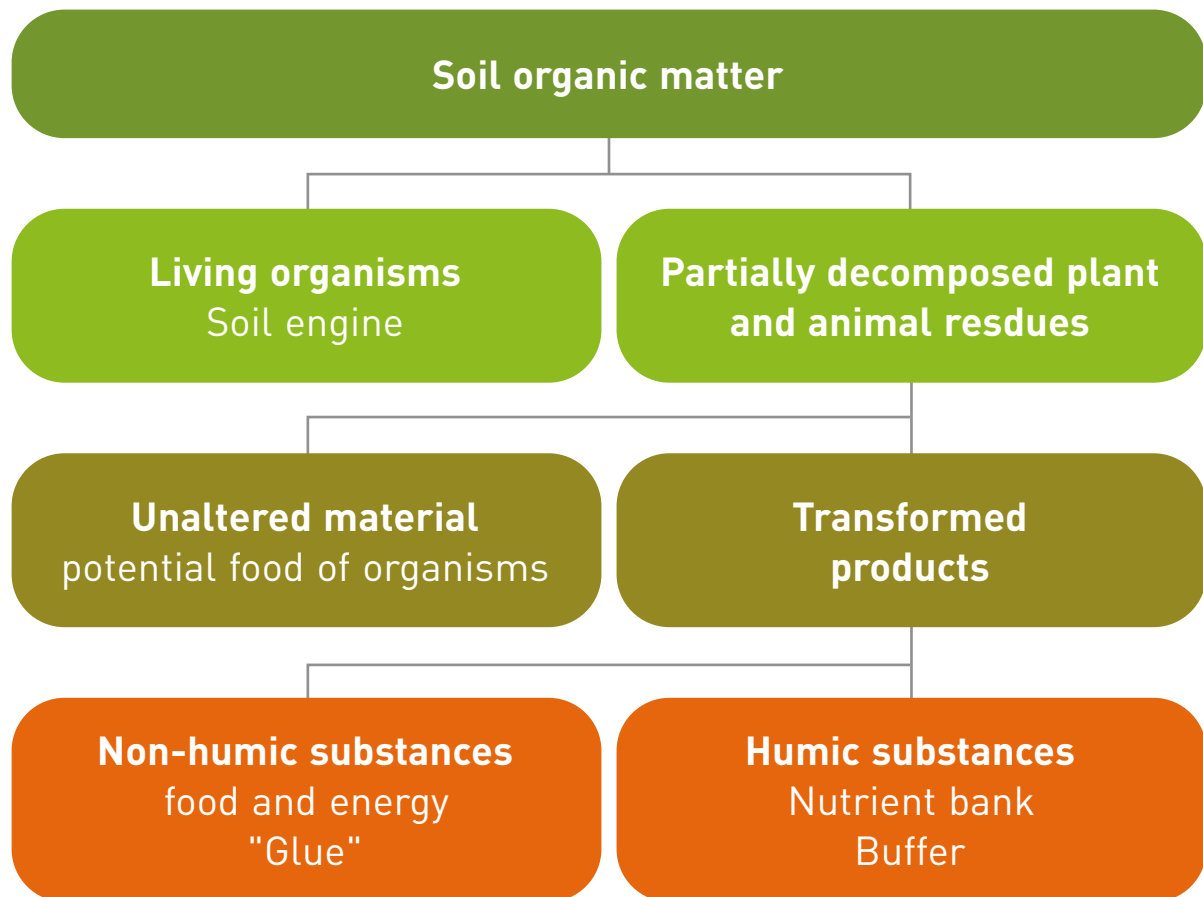 Soil organic matter
Living organisms
Soil engine
Partially decomposed plant
and animal resdues
Unaltered material
potential food of organisms
Transformed
products
Non-humic substances
food and energy
"Glue"
Humic substances
Nutrient bank
Buffer